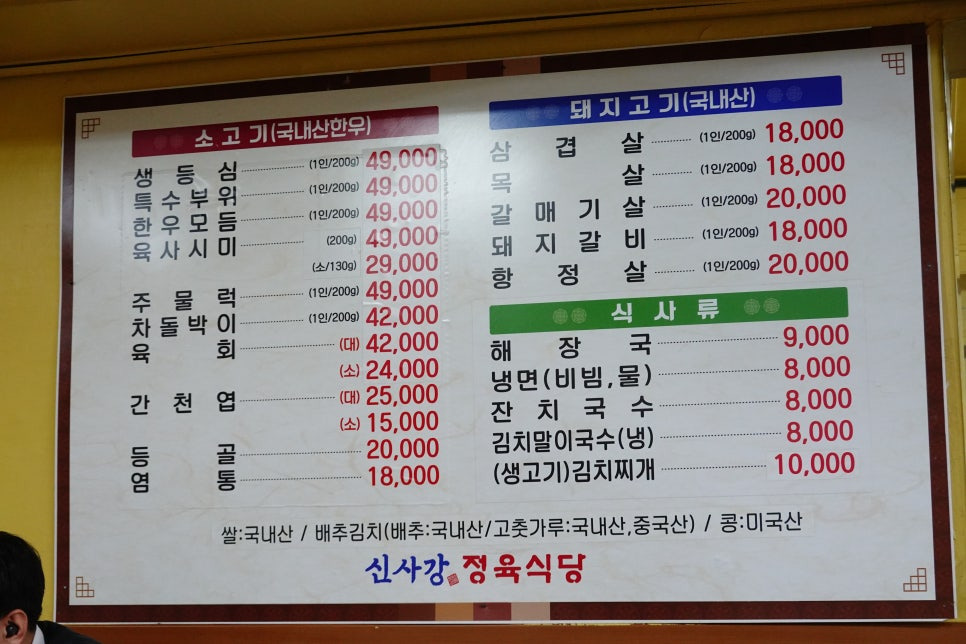 소고기(국내산한우)
생등심 (1인/200g) 49,000
특수부위 (1인/200g) 49,000
한우모듬 (1인/200g) 49,000
육사시미 (200g) 49,000
(소/130g) 29,000
주물럭 (1인/200g) 49,000
차돌박이 (1인/200g) 42,000
육회 (대) 42,000
(소) 24,000
간천엽 (대) 25,000
(소) 15,000
등골 20,000
염통 18,000
돼지고기(국내산)
삼겹살 (1인/200g) 18,000
목살 (1인/200g) 18,000
갈매기살 (1인/200g) 20,000
돼지갈비 (1인/200g) 18,000
항정살 (1인/200g) 20,000
식사류
해장국 9,000
냉면(비빔,물) 8,000
잔치국수 8,000
김치말이국수(냉) 8,000
(생고기)김치찌개 10,000
쌀:국내산 / 배추김치(배추:국내산/고춧가루:국내산,중국산) / 콩:미국산
신사강 정육식당